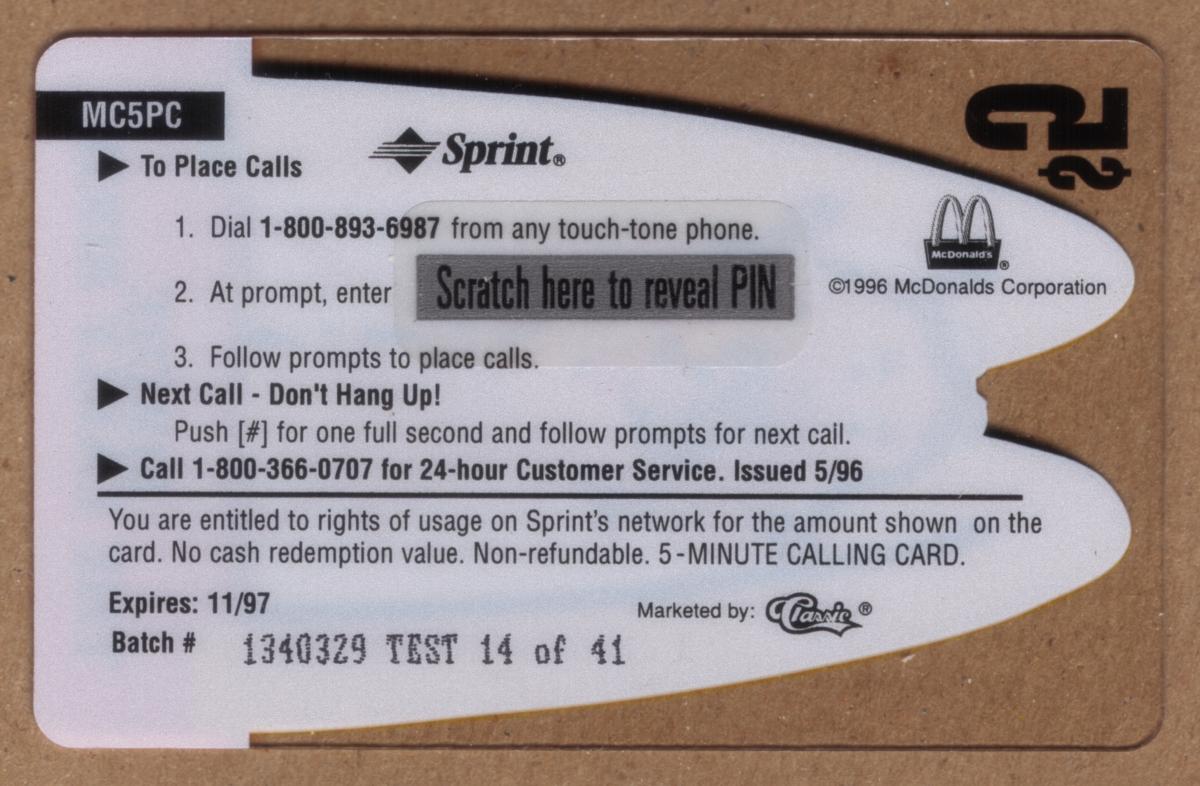 MC5PC
To Place Calls
Sprint®
1. Dial 1-800-893-6987 from any touch-tone phone.
2. At prompt, enter
Scratch here to reveal PIN
3. Follow prompts to place calls.
McDonald's®
©1996 McDonalds Corporation
$5
Next Call - Don't Hang Up!
Push [#] for one full second and follow prompts for next call.
Call 1-800-366-0707 for 24-hour Customer Service. Issued 5/96
You are entitled to rights of usage on Sprint's network for the amount shown on the
card. No cash redemption value. Non-refundable. 5-MINUTE CALLING CARD.
Expires: 11/97
Marketed by: Classic®
Batch # 1340329 TEST 14 of 41